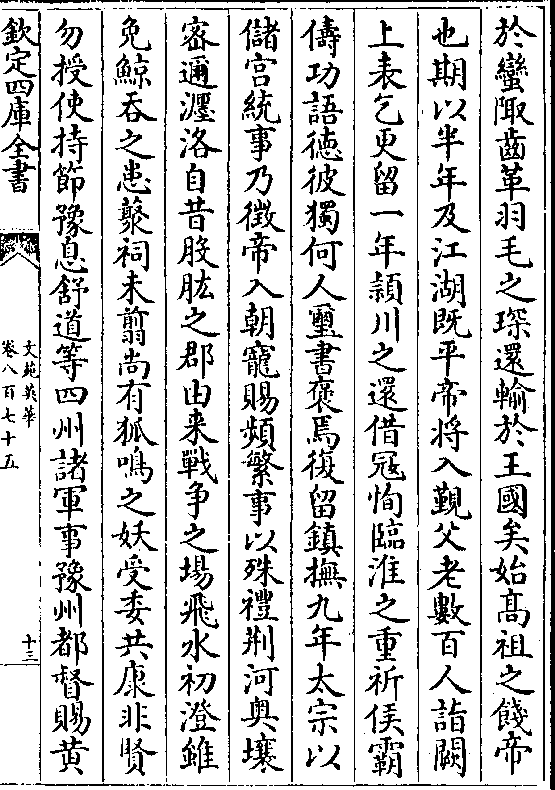 於蠻陬齒革羽毛之琛還輸於王國矣始髙祖之餞帝
也期以半年及江湖既平帝將入覲父老數百人詣闕
上表乞更留一年潁川之還借冦恂臨淮之重祈侯霸
儔功語徳彼獨何人璽書褒焉復留鎮撫九年太宗以
儲宫統事乃徵帝入朝寵賜頻繁事以殊禮荆河奥壤
宻邇瀍洛自昔股肱之郡由来戰争之場飛水初澄雖
免鯨吞之患藂祠未翦尚有狐鳴之妖受委共康非賢
勿授使持節豫息舒道等四州諸軍事豫州都督賜黄
欽定四庫全書
文苑英華
卷八百七十五
十三